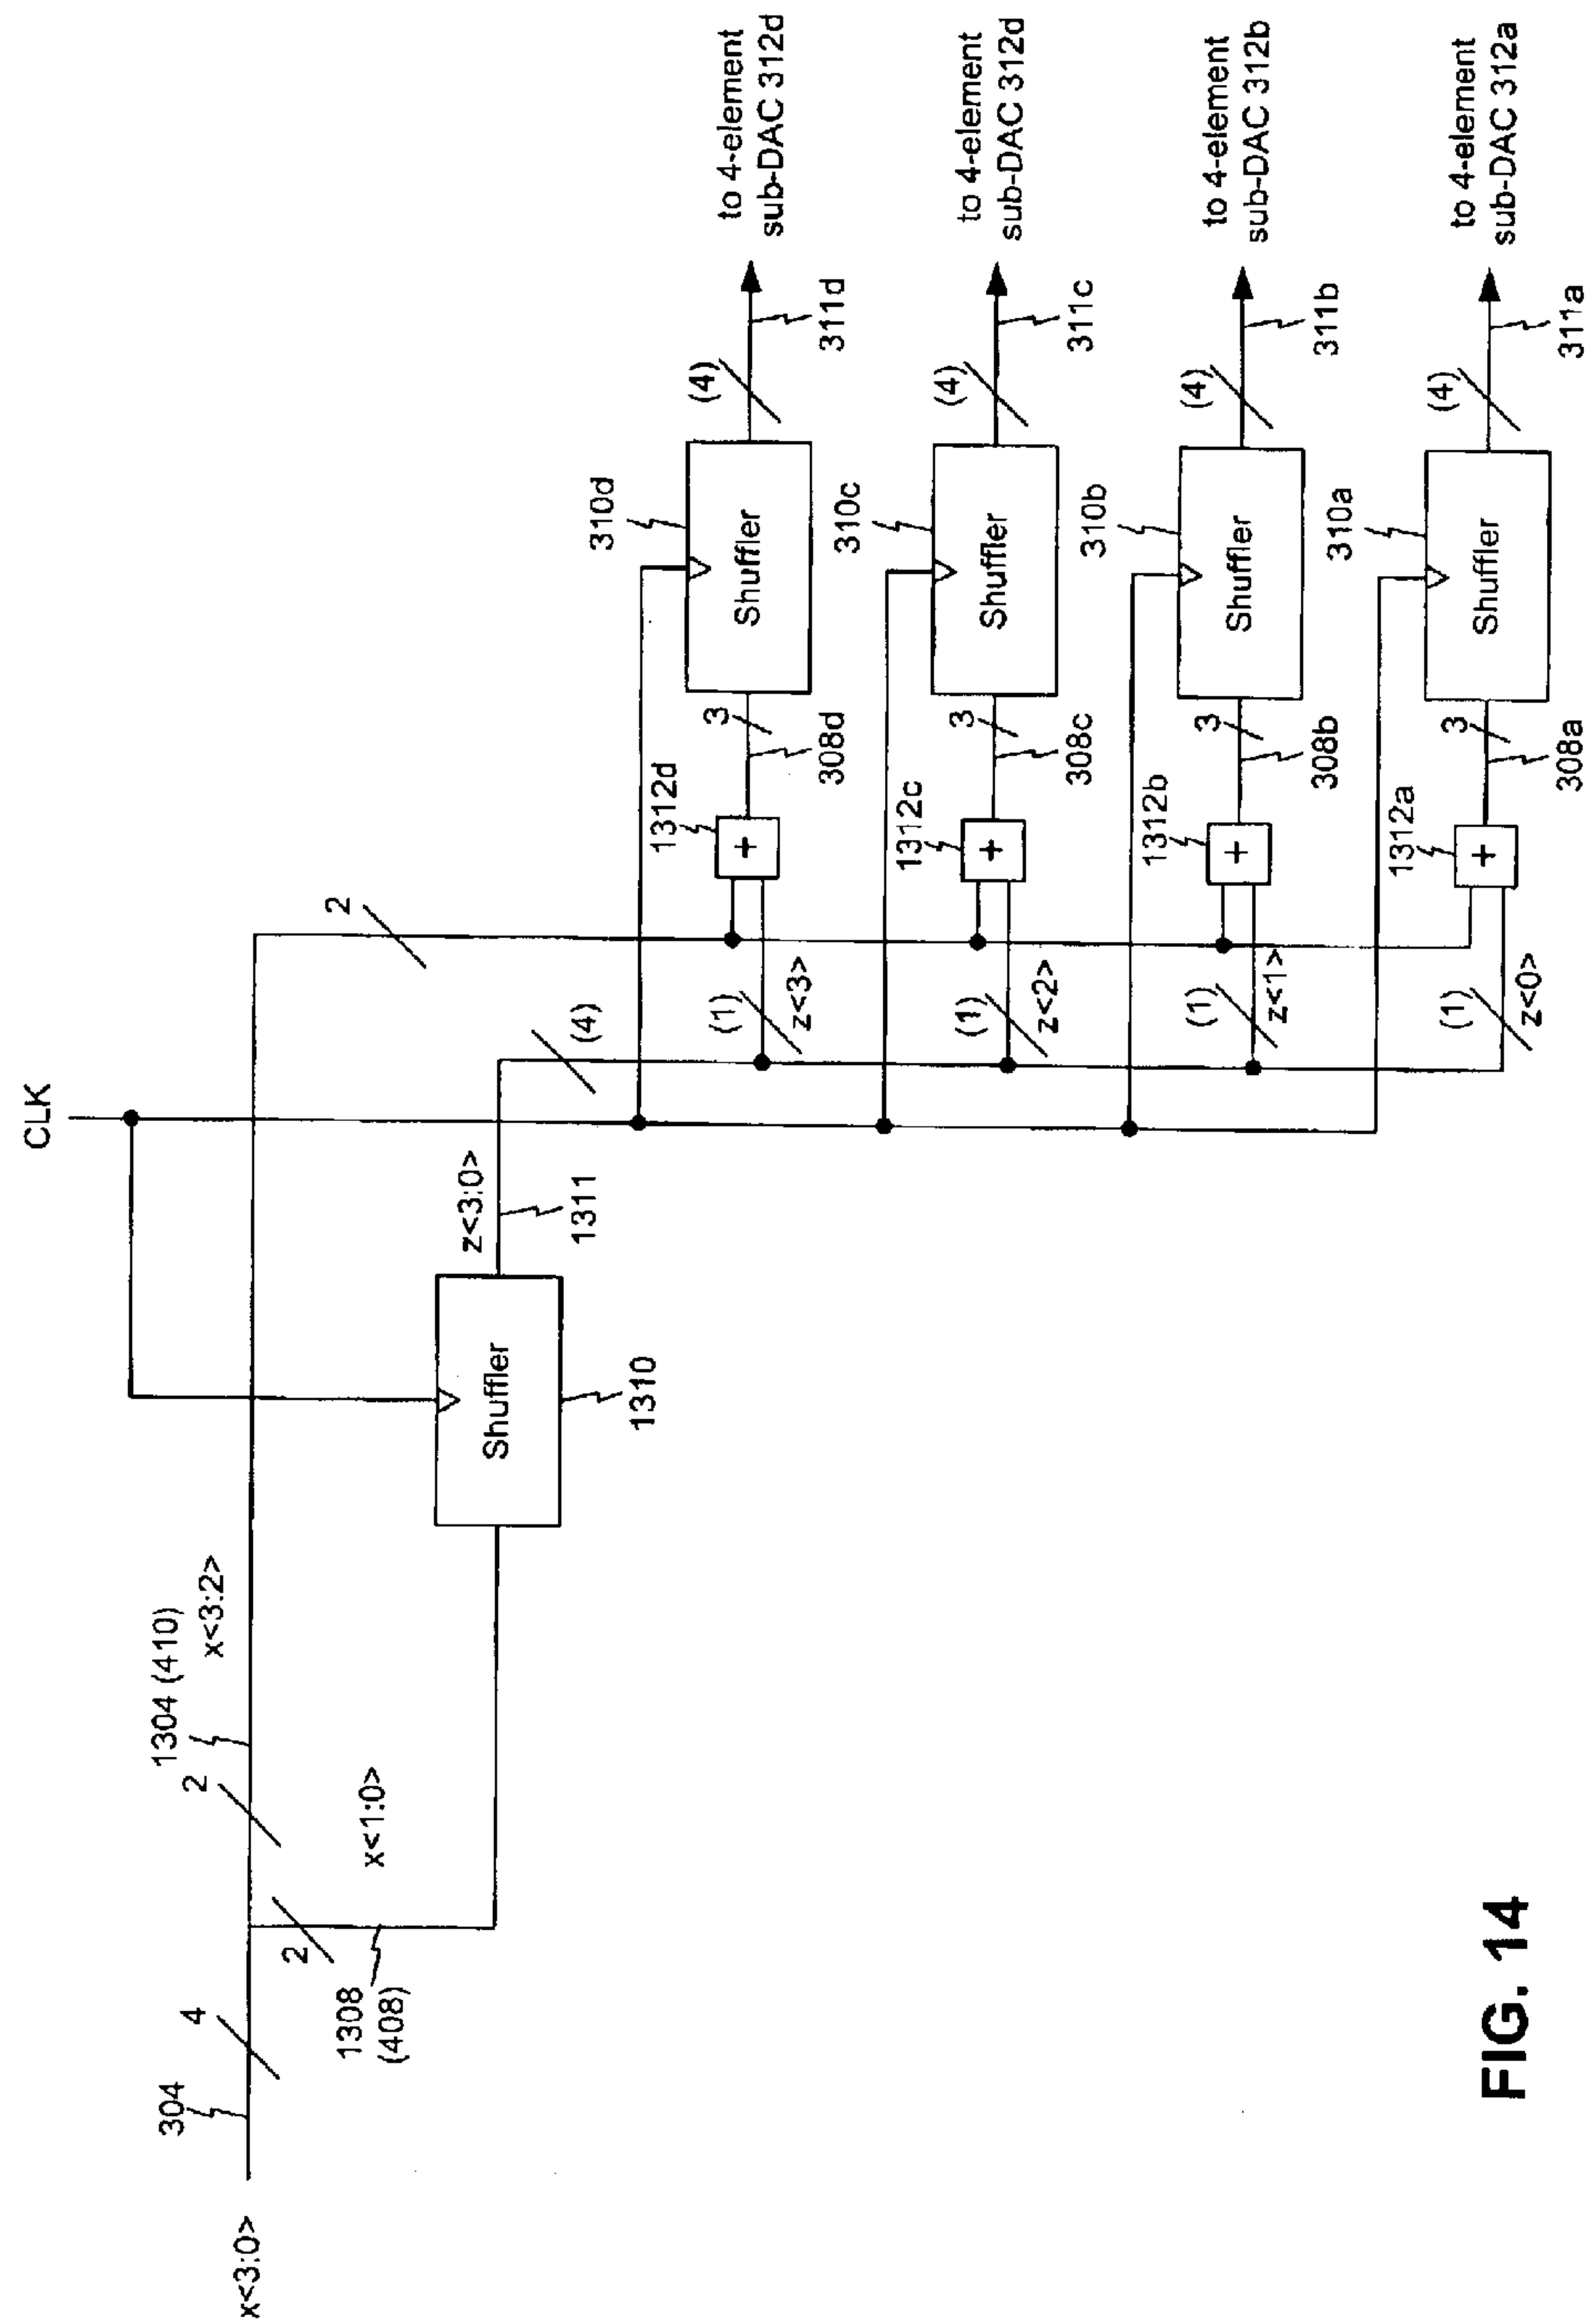 CLK
x<3:0>
304
4
1304 (410)
2
x<3:2>
2
x<1:0>
2
1308
(408)
Shuffler
1310
z<3:0>
1311
(4)
(1)
z<3>
1312d
+
3
308d
310d
Shuffler
(4)
311d
to 4-element
sub-DAC 312d
(1)
z<2>
1312c
+
3
308c
310c
Shuffler
(4)
311c
to 4-element
sub-DAC 312d
(1)
z<1>
1312b
+
3
308b
310b
Shuffler
(4)
311b
to 4-element
sub-DAC 312b
(1)
z<0>
1312a
+
3
308a
310a
Shuffler
(4)
311a
to 4-element
sub-DAC 312a
FIG. 14